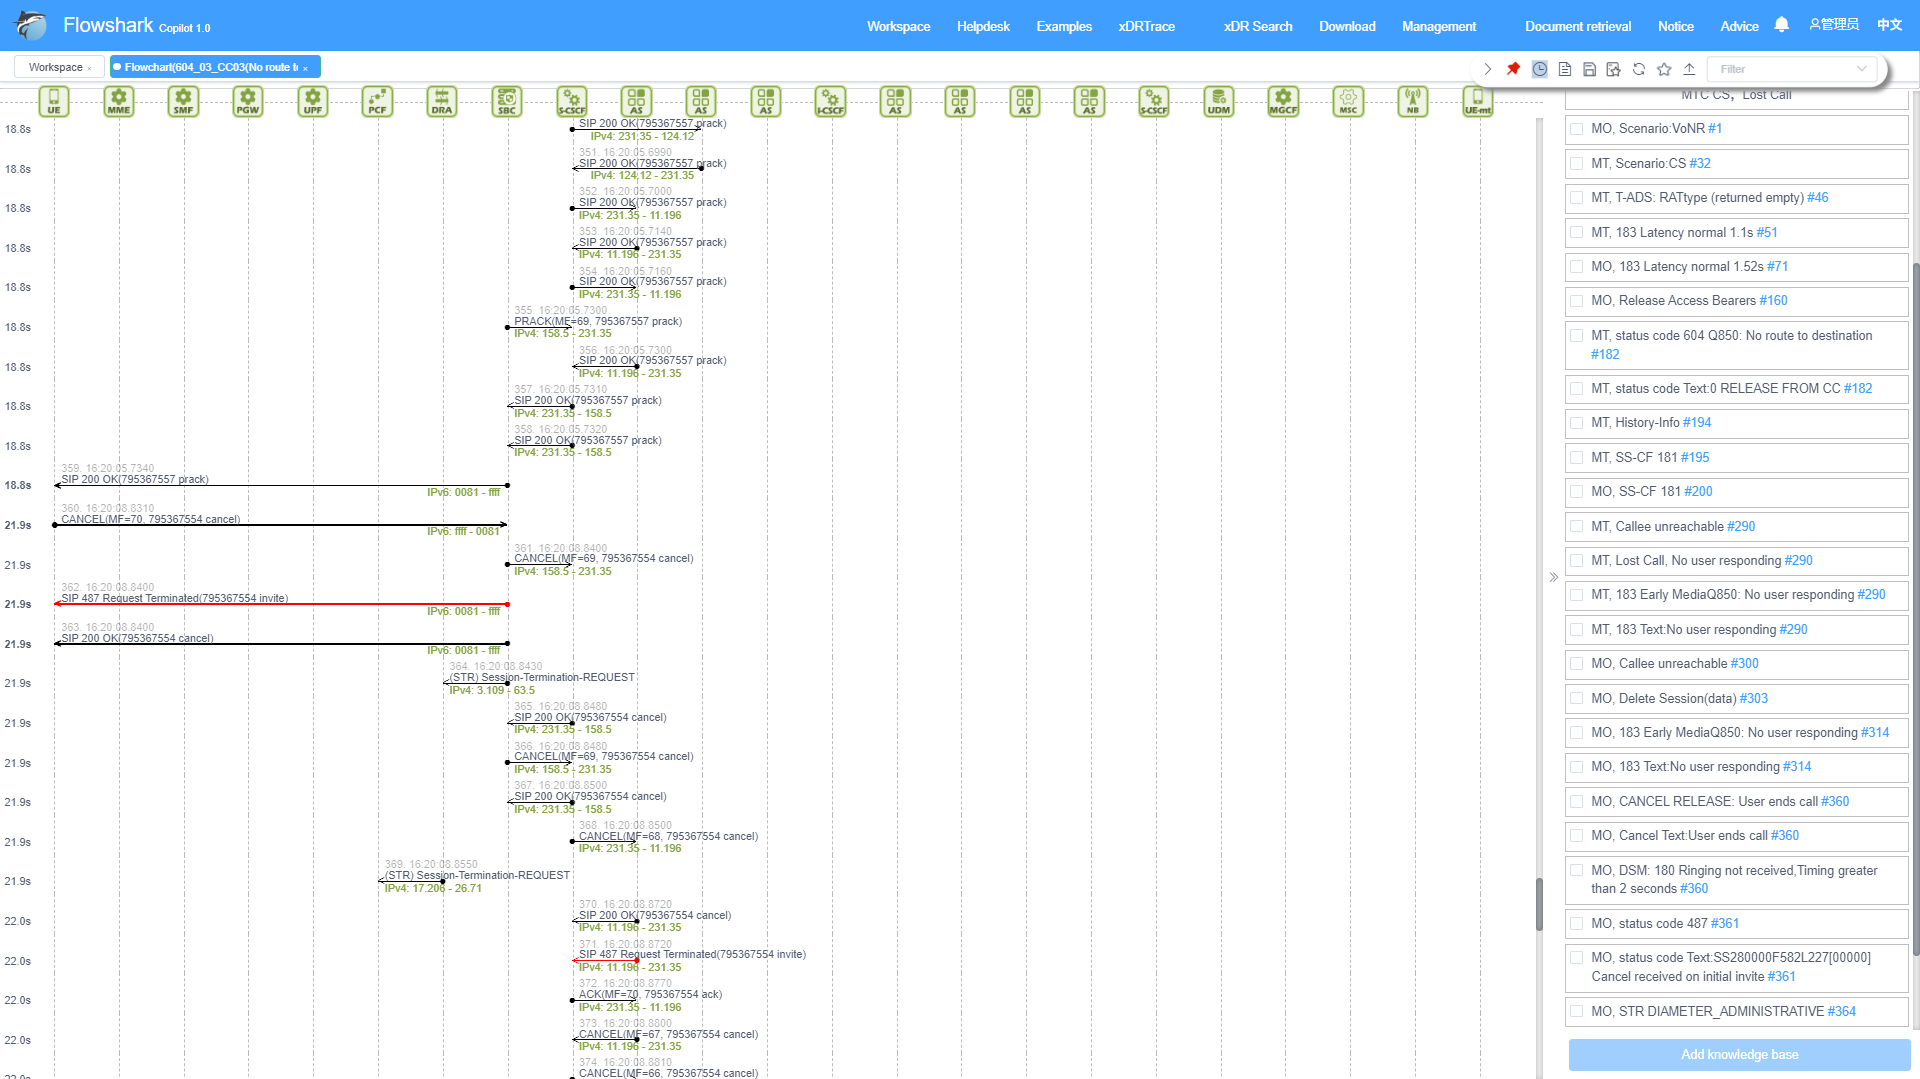 Flowshark Copilot 1.0
Workspace Helpdesk Examples xDRTrace xDR Search Download Management Document retrieval Notice Advice 管理员 中文
Workspace × Flowchart(604_03_CC03(No route t ×
Filter
UE MME SMF PGW UPF PCF DRA SBC S-CSCF AS AS AS I-CSCF AS AS AS AS S-CSCF UDM MGCF MSC NB UE-mt
18.8s SIP 200 OK(795367557 prack)
IPv4: 231.35 - 124.12
351. 16:20:05.6990
18.8s SIP 200 OK(795367557 prack)
IPv4: 124.12 - 231.35
352. 16:20:05.7000
18.8s SIP 200 OK(795367557 prack)
IPv4: 231.35 - 11.196
353. 16:20:05.7140
18.8s SIP 200 OK(795367557 prack)
IPv4: 11.196 - 231.35
354. 16:20:05.7160
18.8s SIP 200 OK(795367557 prack)
IPv4: 231.35 - 11.196
355. 16:20:05.7300
18.8s PRACK(MF=69, 795367557 prack)
IPv4: 158.5 - 231.35
356. 16:20:05.7300
18.8s SIP 200 OK(795367557 prack)
IPv4: 11.196 - 231.35
357. 16:20:05.7310
18.8s SIP 200 OK(795367557 prack)
IPv4: 231.35 - 158.5
358. 16:20:05.7320
18.8s SIP 200 OK(795367557 prack)
IPv4: 231.35 - 158.5
359. 16:20:05.7340
18.8s SIP 200 OK(795367557 prack)
IPv6: 0081 - ffff
360. 16:20:08.8310
21.9s CANCEL(MF=70, 795367554 cancel)
IPv6: ffff - 0081
361. 16:20:08.8400
21.9s CANCEL(MF=69, 795367554 cancel)
IPv4: 158.5 - 231.35
362. 16:20:08.8400
21.9s SIP 487 Request Terminated(795367554 invite)
IPv6: 0081 - ffff
363. 16:20:08.8400
21.9s SIP 200 OK(795367554 cancel)
IPv6: 0081 - ffff
364. 16:20:08.8430
21.9s (STR) Session-Termination-REQUEST
IPv4: 3.109 - 63.5
365. 16:20:08.8480
21.9s SIP 200 OK(795367554 cancel)
IPv4: 231.35 - 158.5
366. 16:20:08.8480
21.9s CANCEL(MF=69, 795367554 cancel)
IPv4: 158.5 - 231.35
367. 16:20:08.8500
21.9s SIP 200 OK(795367554 cancel)
IPv4: 231.35 - 158.5
368. 16:20:08.8500
21.9s CANCEL(MF=68, 795367554 cancel)
IPv4: 231.35 - 11.196
369. 16:20:08.8550
21.9s (STR) Session-Termination-REQUEST
IPv4: 17.206 - 26.71
370. 16:20:08.8720
22.0s SIP 200 OK(795367554 cancel)
IPv4: 11.196 - 231.35
371. 16:20:08.8720
22.0s SIP 487 Request Terminated(795367554 invite)
IPv4: 11.196 - 231.35
372. 16:20:08.8770
22.0s ACK(MF=70, 795367554 ack)
IPv4: 231.35 - 11.196
373. 16:20:08.8800
22.0s CANCEL(MF=67, 795367554 cancel)
IPv4: 11.196 - 231.35
374. 16:20:08.8810
22.0s CANCEL(MF=66, 795367554 cancel)
MTC CS, Lost Call
MO, Scenario:VoNR #1
MT, Scenario:CS #32
MT, T-ADS: RATtype (returned empty) #46
MT, 183 Latency normal 1.1s #51
MO, 183 Latency normal 1.52s #71
MO, Release Access Bearers #160
MT, status code 604 Q850: No route to destination
#182
MT, status code Text:0 RELEASE FROM CC #182
MT, History-Info #194
MT, SS-CF 181 #195
MO, SS-CF 181 #200
MT, Callee unreachable #290
MT, Lost Call, No user responding #290
MT, 183 Early MediaQ850: No user responding #290
MT, 183 Text:No user responding #290
MO, Callee unreachable #300
MO, Delete Session(data) #303
MO, 183 Early MediaQ850: No user responding #314
MO, 183 Text:No user responding #314
MO, CANCEL RELEASE: User ends call #360
MO, Cancel Text:User ends call #360
MO, DSM: 180 Ringing not received,Timing greater
than 2 seconds #360
MO, status code 487 #361
MO, status code Text:SS280000F582L227[00000]
Cancel received on initial invite #361
MO, STR DIAMETER_ADMINISTRATIVE #364
Add knowledge base